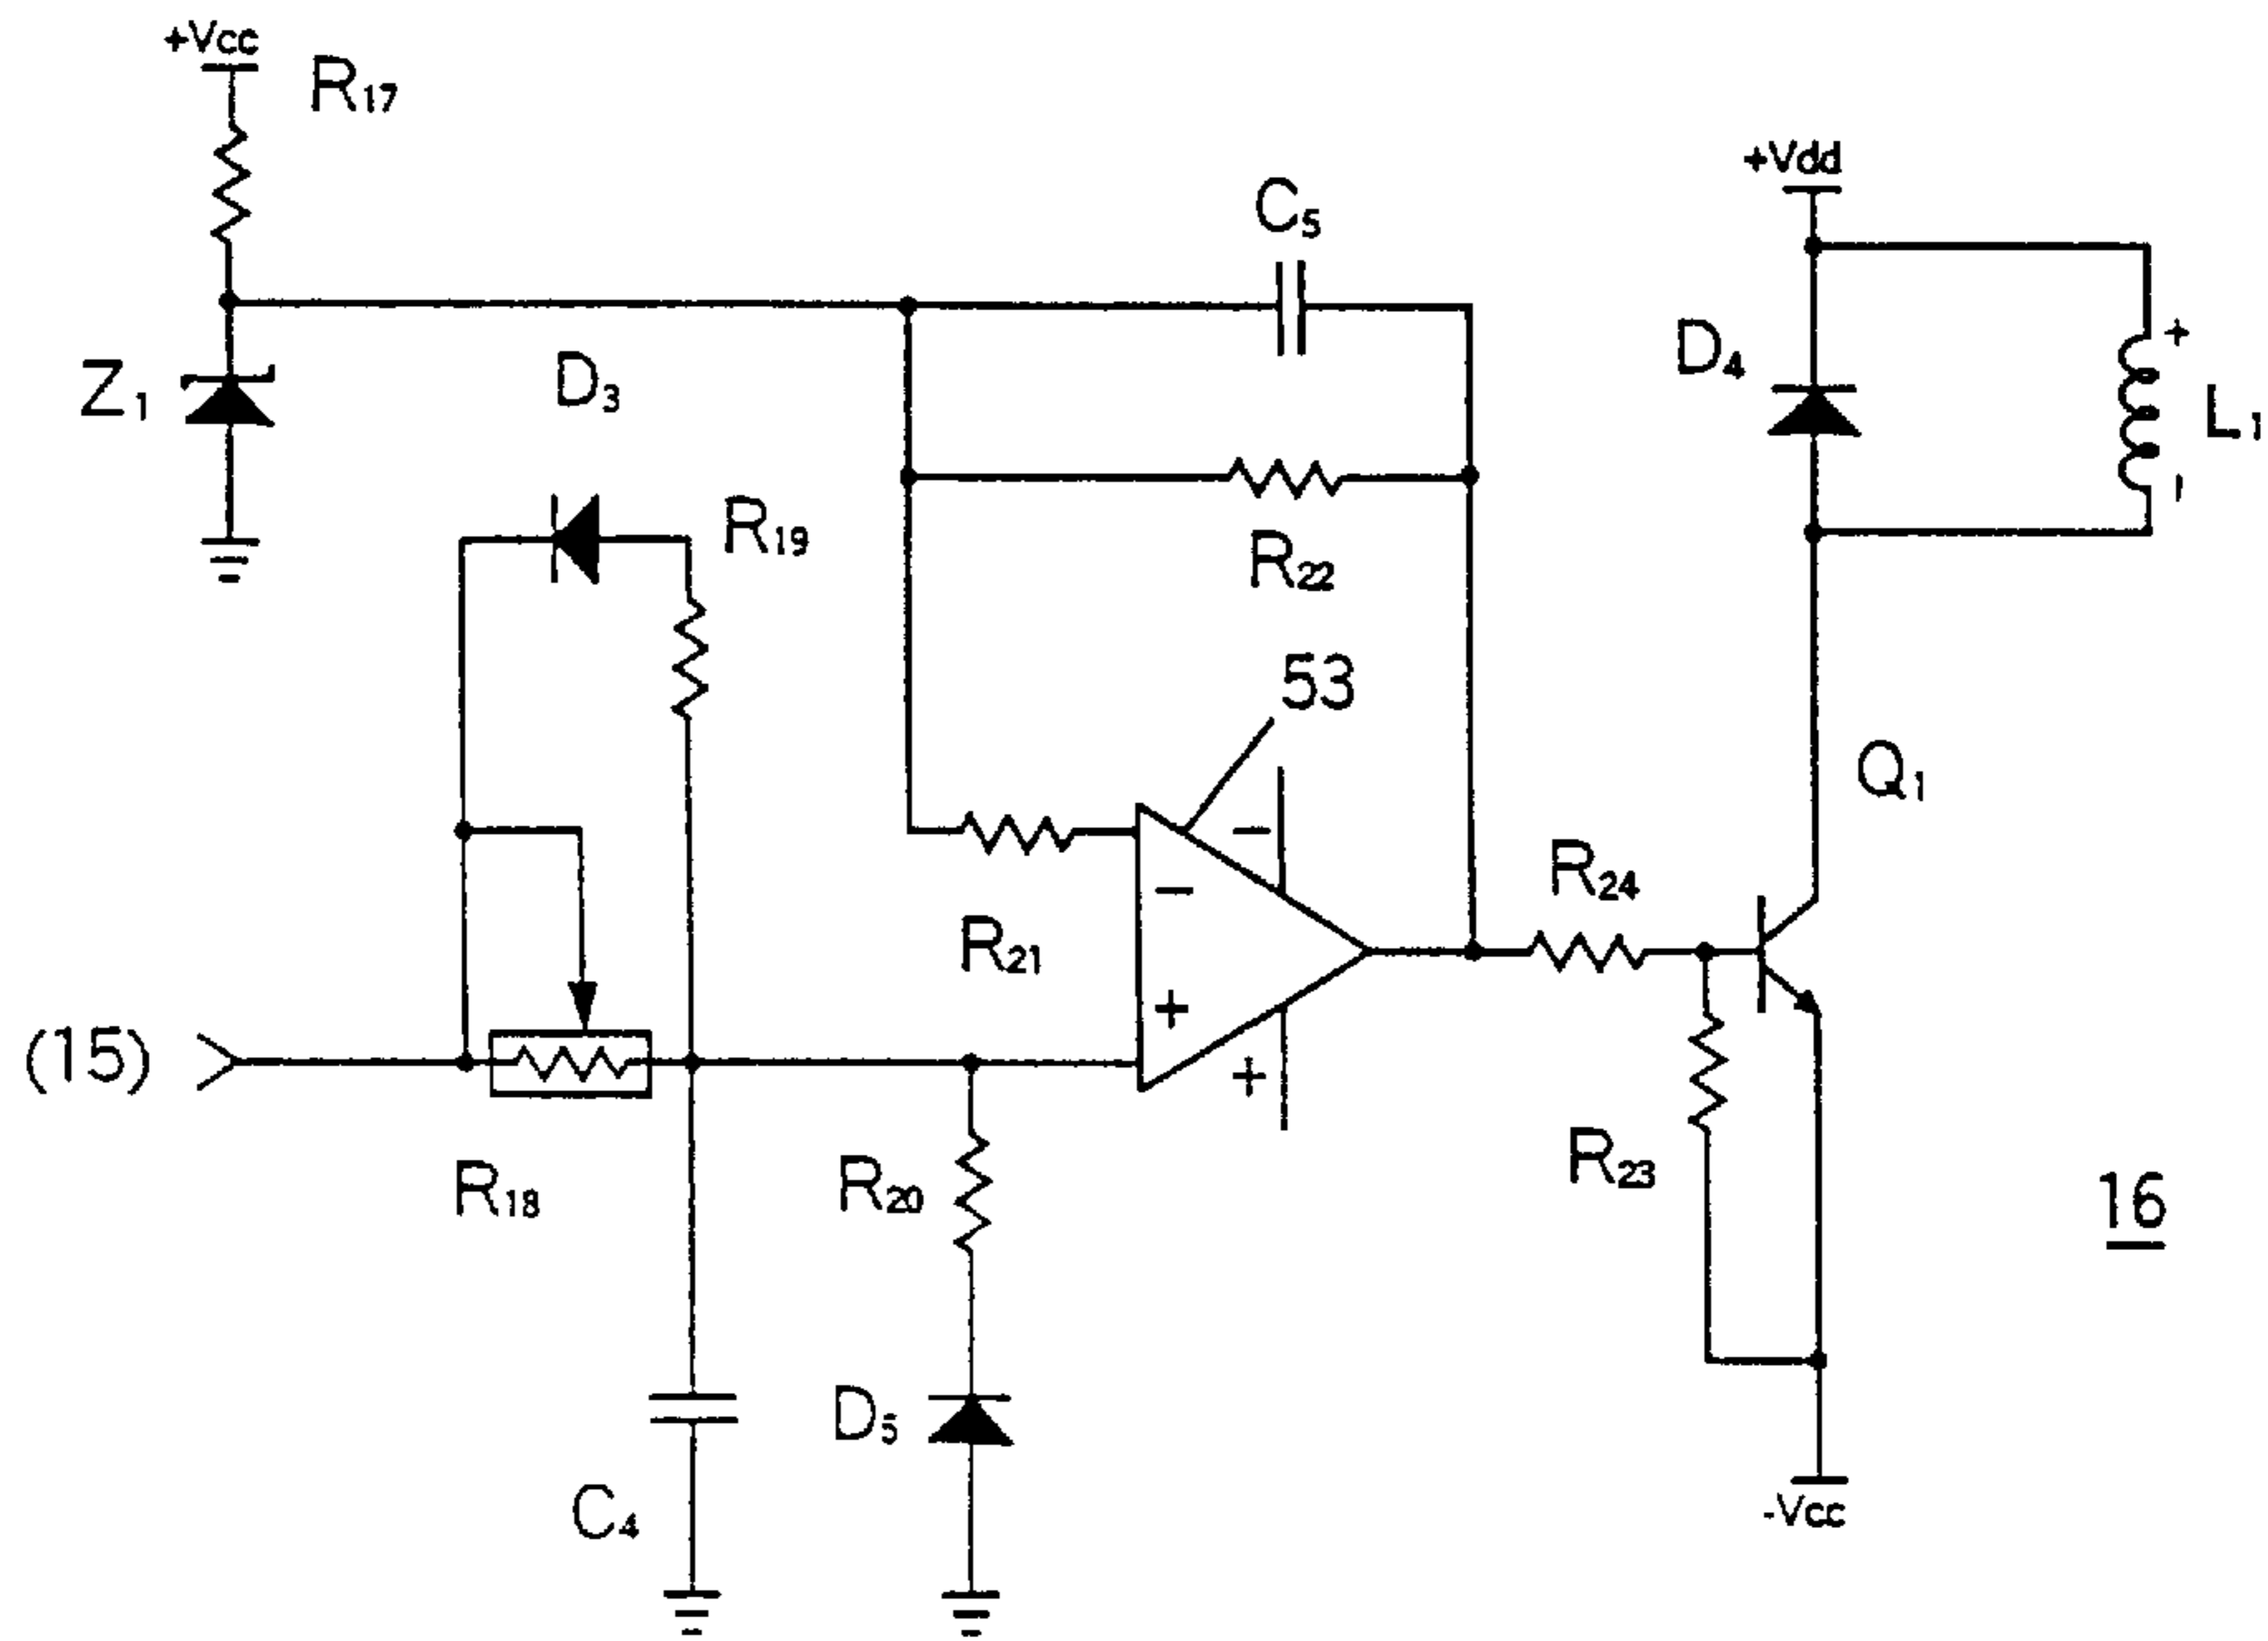 +Vcc
R17
+Vdd
C5
D4
+
L1
-
Z1
D3
R19
R22
53
Q1
-
-
R24
R21
+
+
(15)
R18
R20
R23
16
D5
C4
-Vcc